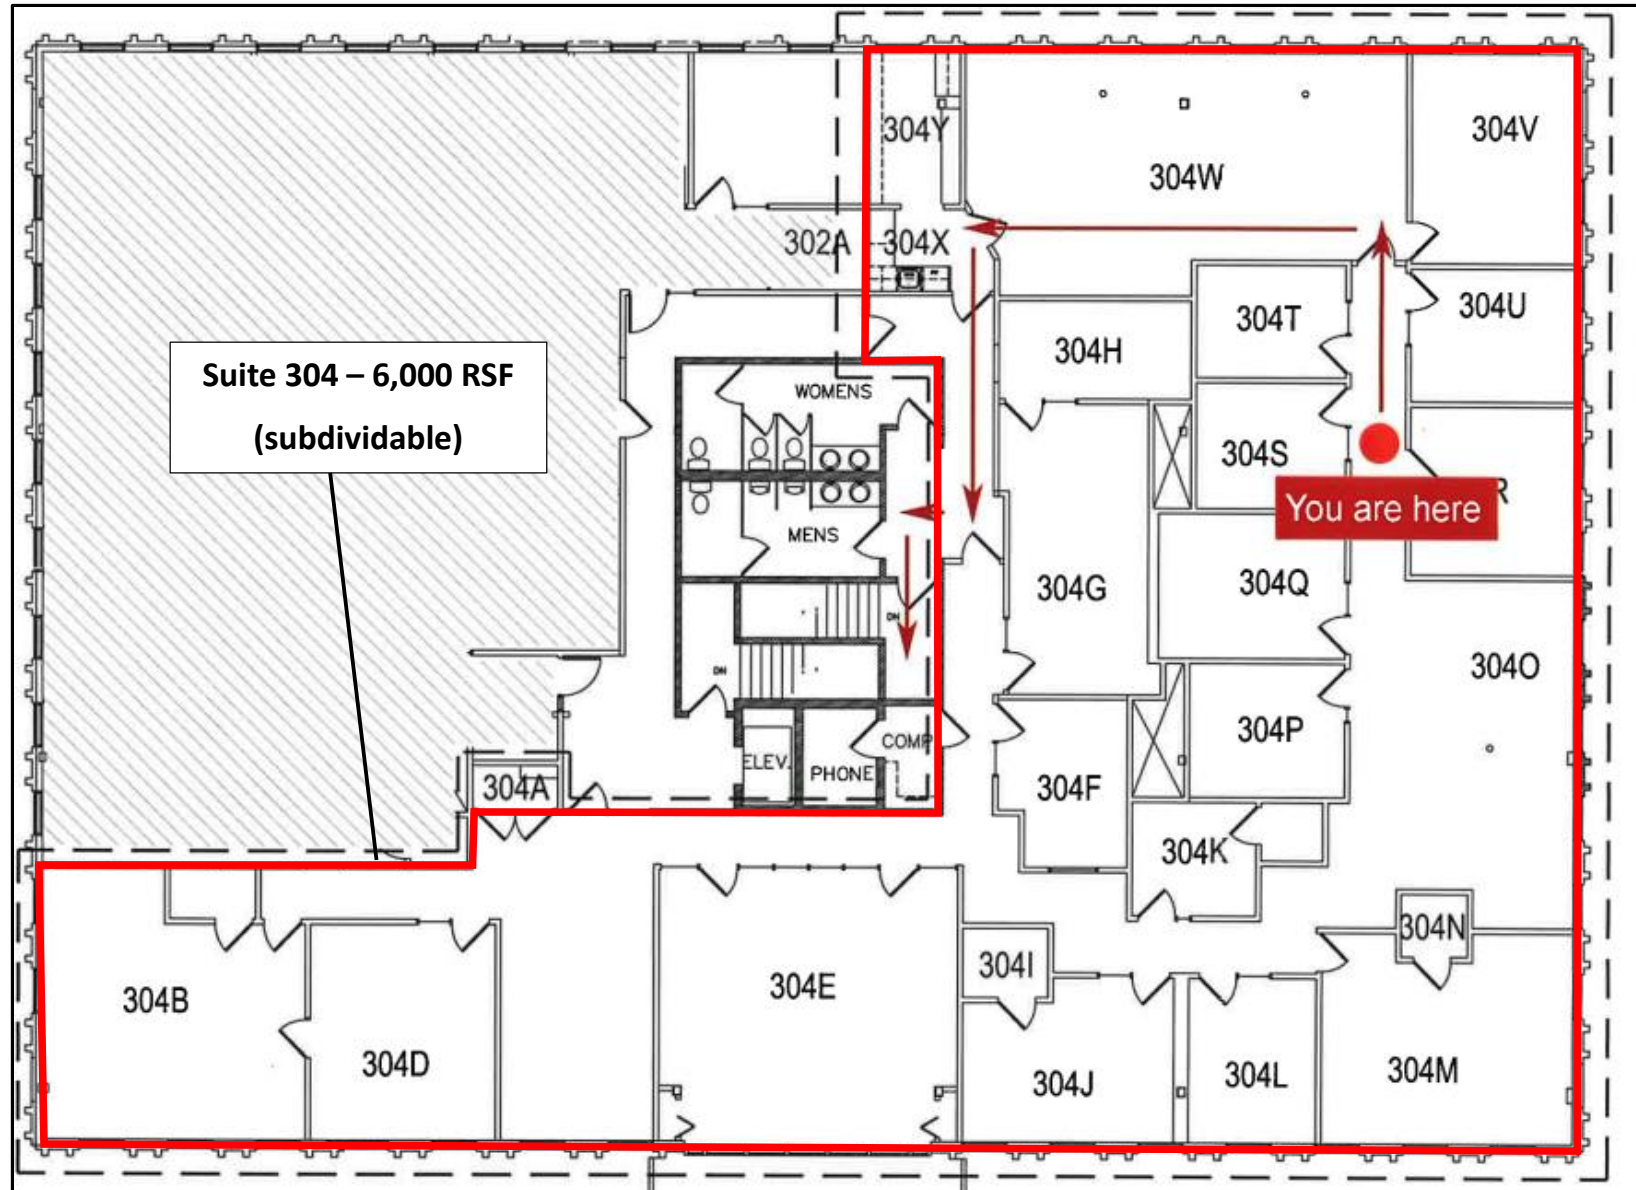 304Y
304V
304W
302A
304X
304U
304T
304H
Suite 304 – 6,000 RSF
(subdividable)
WOMENS
304S
R
You are here
MENS
304G
304Q
DN
304O
DN
304P
COMP
ELEV.
PHONE
304A
304F
304K
304N
304I
304B
304E
304D
304J
304L
304M